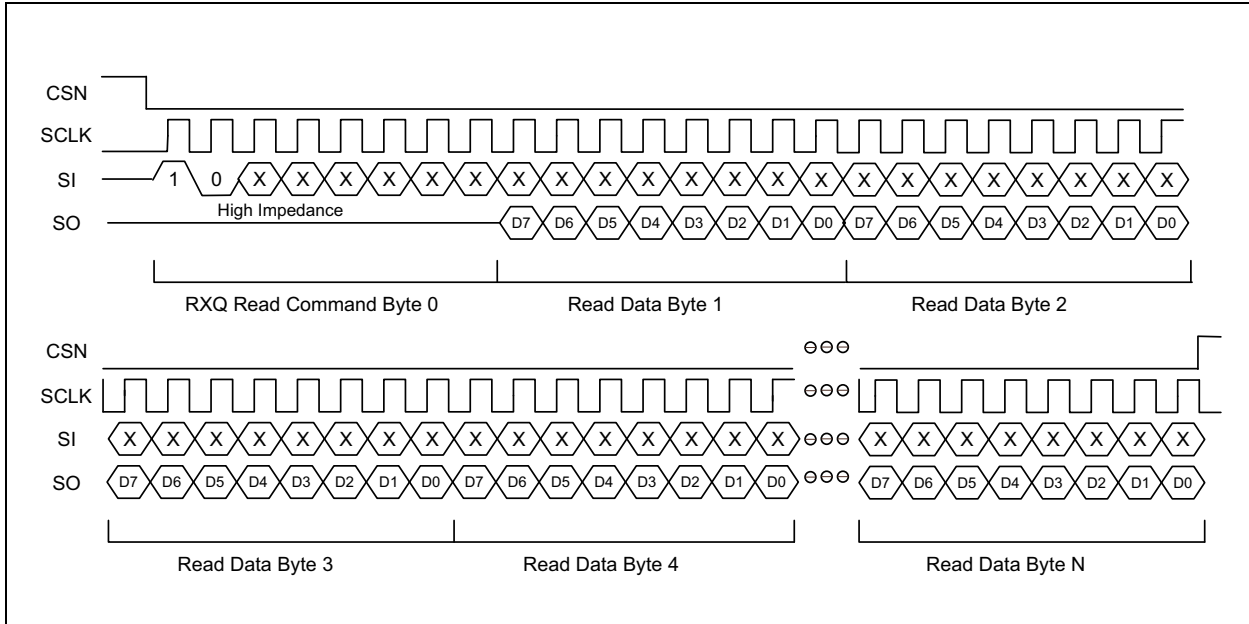 CSN
SCLK
SI 1 0 X X X X X X X X X X X X X X X X X X X X X X
High Impedance
SO D7 D6 D5 D4 D3 D2 D1 D0 D7 D6 D5 D4 D3 D2 D1 D0
RXQ Read Command Byte 0 Read Data Byte 1 Read Data Byte 2
CSN
SCLK
SI X X X X X X X X X X X X X X X X X X X X X X X X
SO D7 D6 D5 D4 D3 D2 D1 D0 D7 D6 D5 D4 D3 D2 D1 D0 D7 D6 D5 D4 D3 D2 D1 D0
Read Data Byte 3 Read Data Byte 4 Read Data Byte N